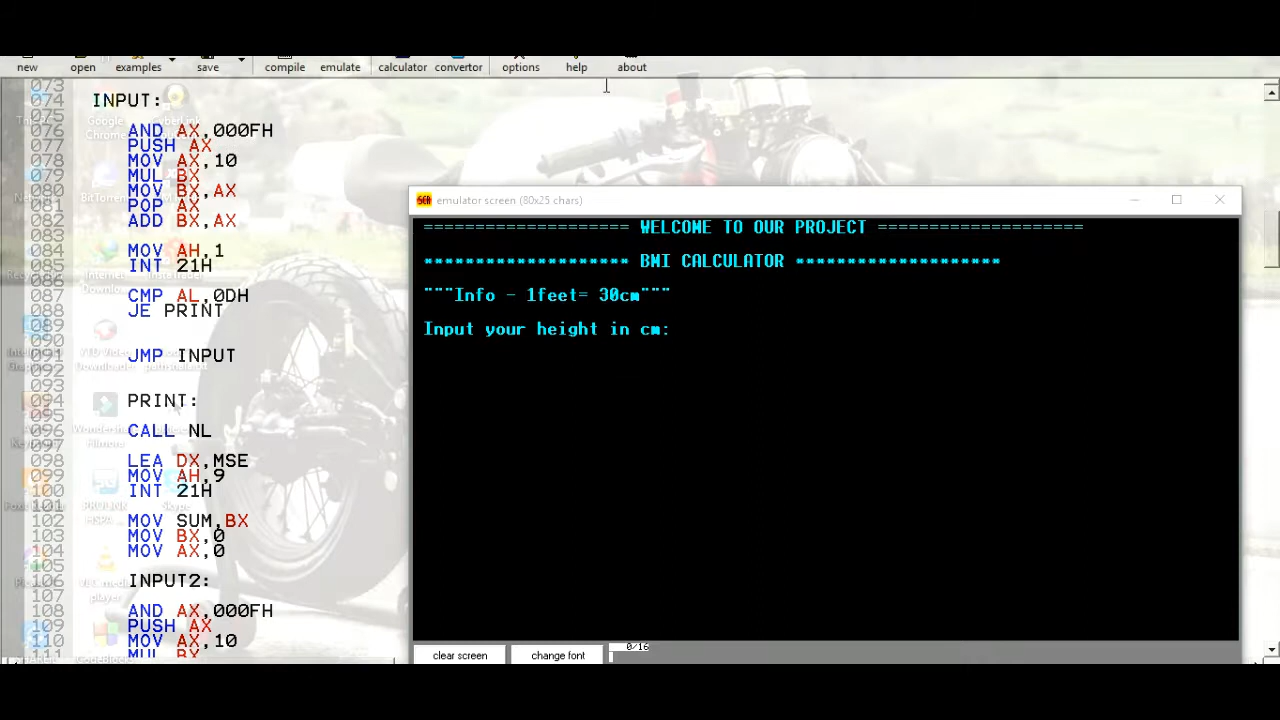 new open examples save compile emulate calculator convertor options help about
073
074 INPUT:
075
076 AND AX,000FH
077 PUSH AX
078 MOV AX,10
079 MUL BX
080 MOV BX,AX
081 POP AX
082 ADD BX,AX
083
084 MOV AH,1
085 INT 21H
086
087 CMP AL,0DH
088 JE PRINT
089
090
091 JMP INPUT
092
093
094 PRINT:
095
096 CALL NL
097
098 LEA DX,MSE
099 MOV AH,9
100 INT 21H
101
102 MOV SUM,BX
103 MOV BX,0
104 MOV AX,0
105
106 INPUT2:
107
108 AND AX,000FH
109 PUSH AX
110 MOV AX,10
111 MUL BX
emulator screen (80x25 chars)
==================== WELCOME TO OUR PROJECT ====================
******************** BMI CALCULATOR ********************
"""Info - 1feet= 30cm"""
Input your height in cm:
clear screen change font 0/16